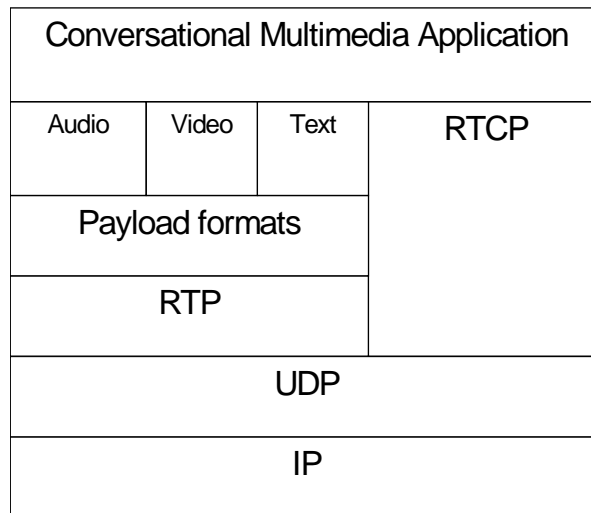 Conversational Multimedia Application
Audio
Video
Text
RTCP
Payload formats
RTP
UDP
IP